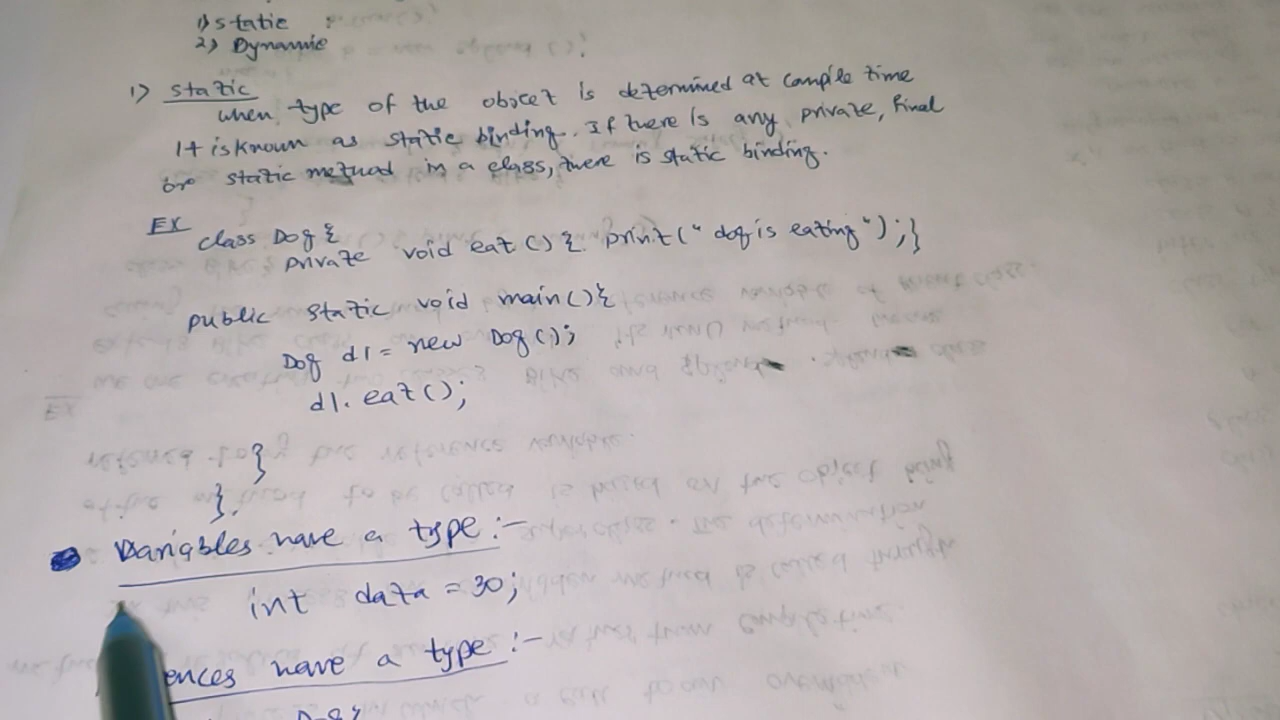 1) static
2) Dynamic
1) static
when type of the object is determined at compile time
It is known as static binding. If there is any private, final
or static method in a class, there is static binding.
EX class Dog {
private void eat () { print (" dog is eating ") ; }
public static void main () {
Dog d1 = new Dog ( );
d1. eat ();
}
}.
Variables have a type :-
int data = 30;
ences have a type :-